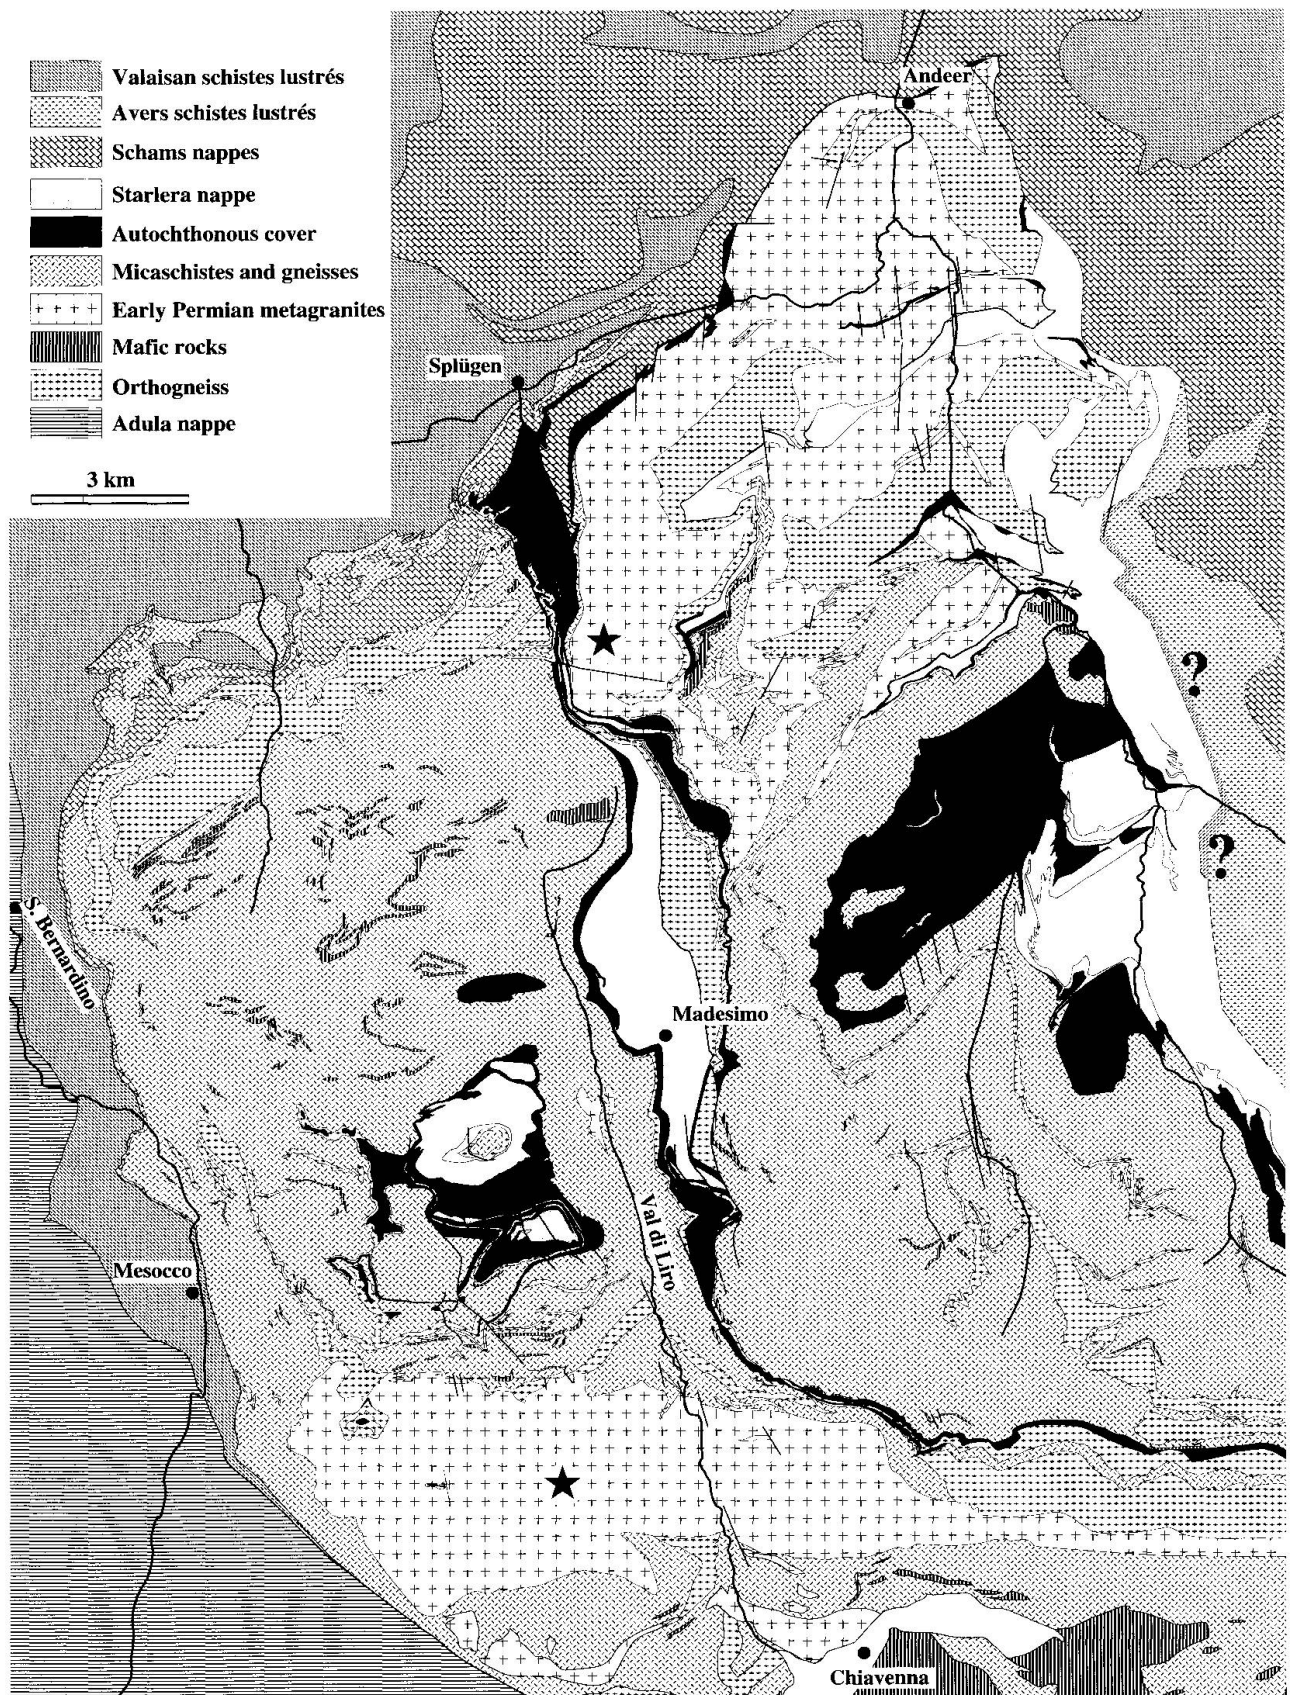 Valaisan schistes lustrés
Avers schistes lustrés
Schams nappes
Starlera nappe
Autochthonous cover
Micaschistes and gneisses
Early Permian metagranites
Mafic rocks
Orthogneiss
Adula nappe
3 km
Andeer
Splügen
?
?
S. Bernardino
Madesimo
Val di Liro
Mesocco
Chiavenna